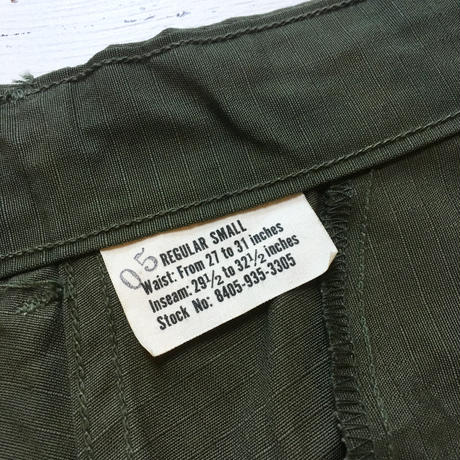 05
REGULAR SMALL
Waist: From 27 to 31 inches
Inseam: 29½ to 32½ inches
Stock No: 8405-935-3305